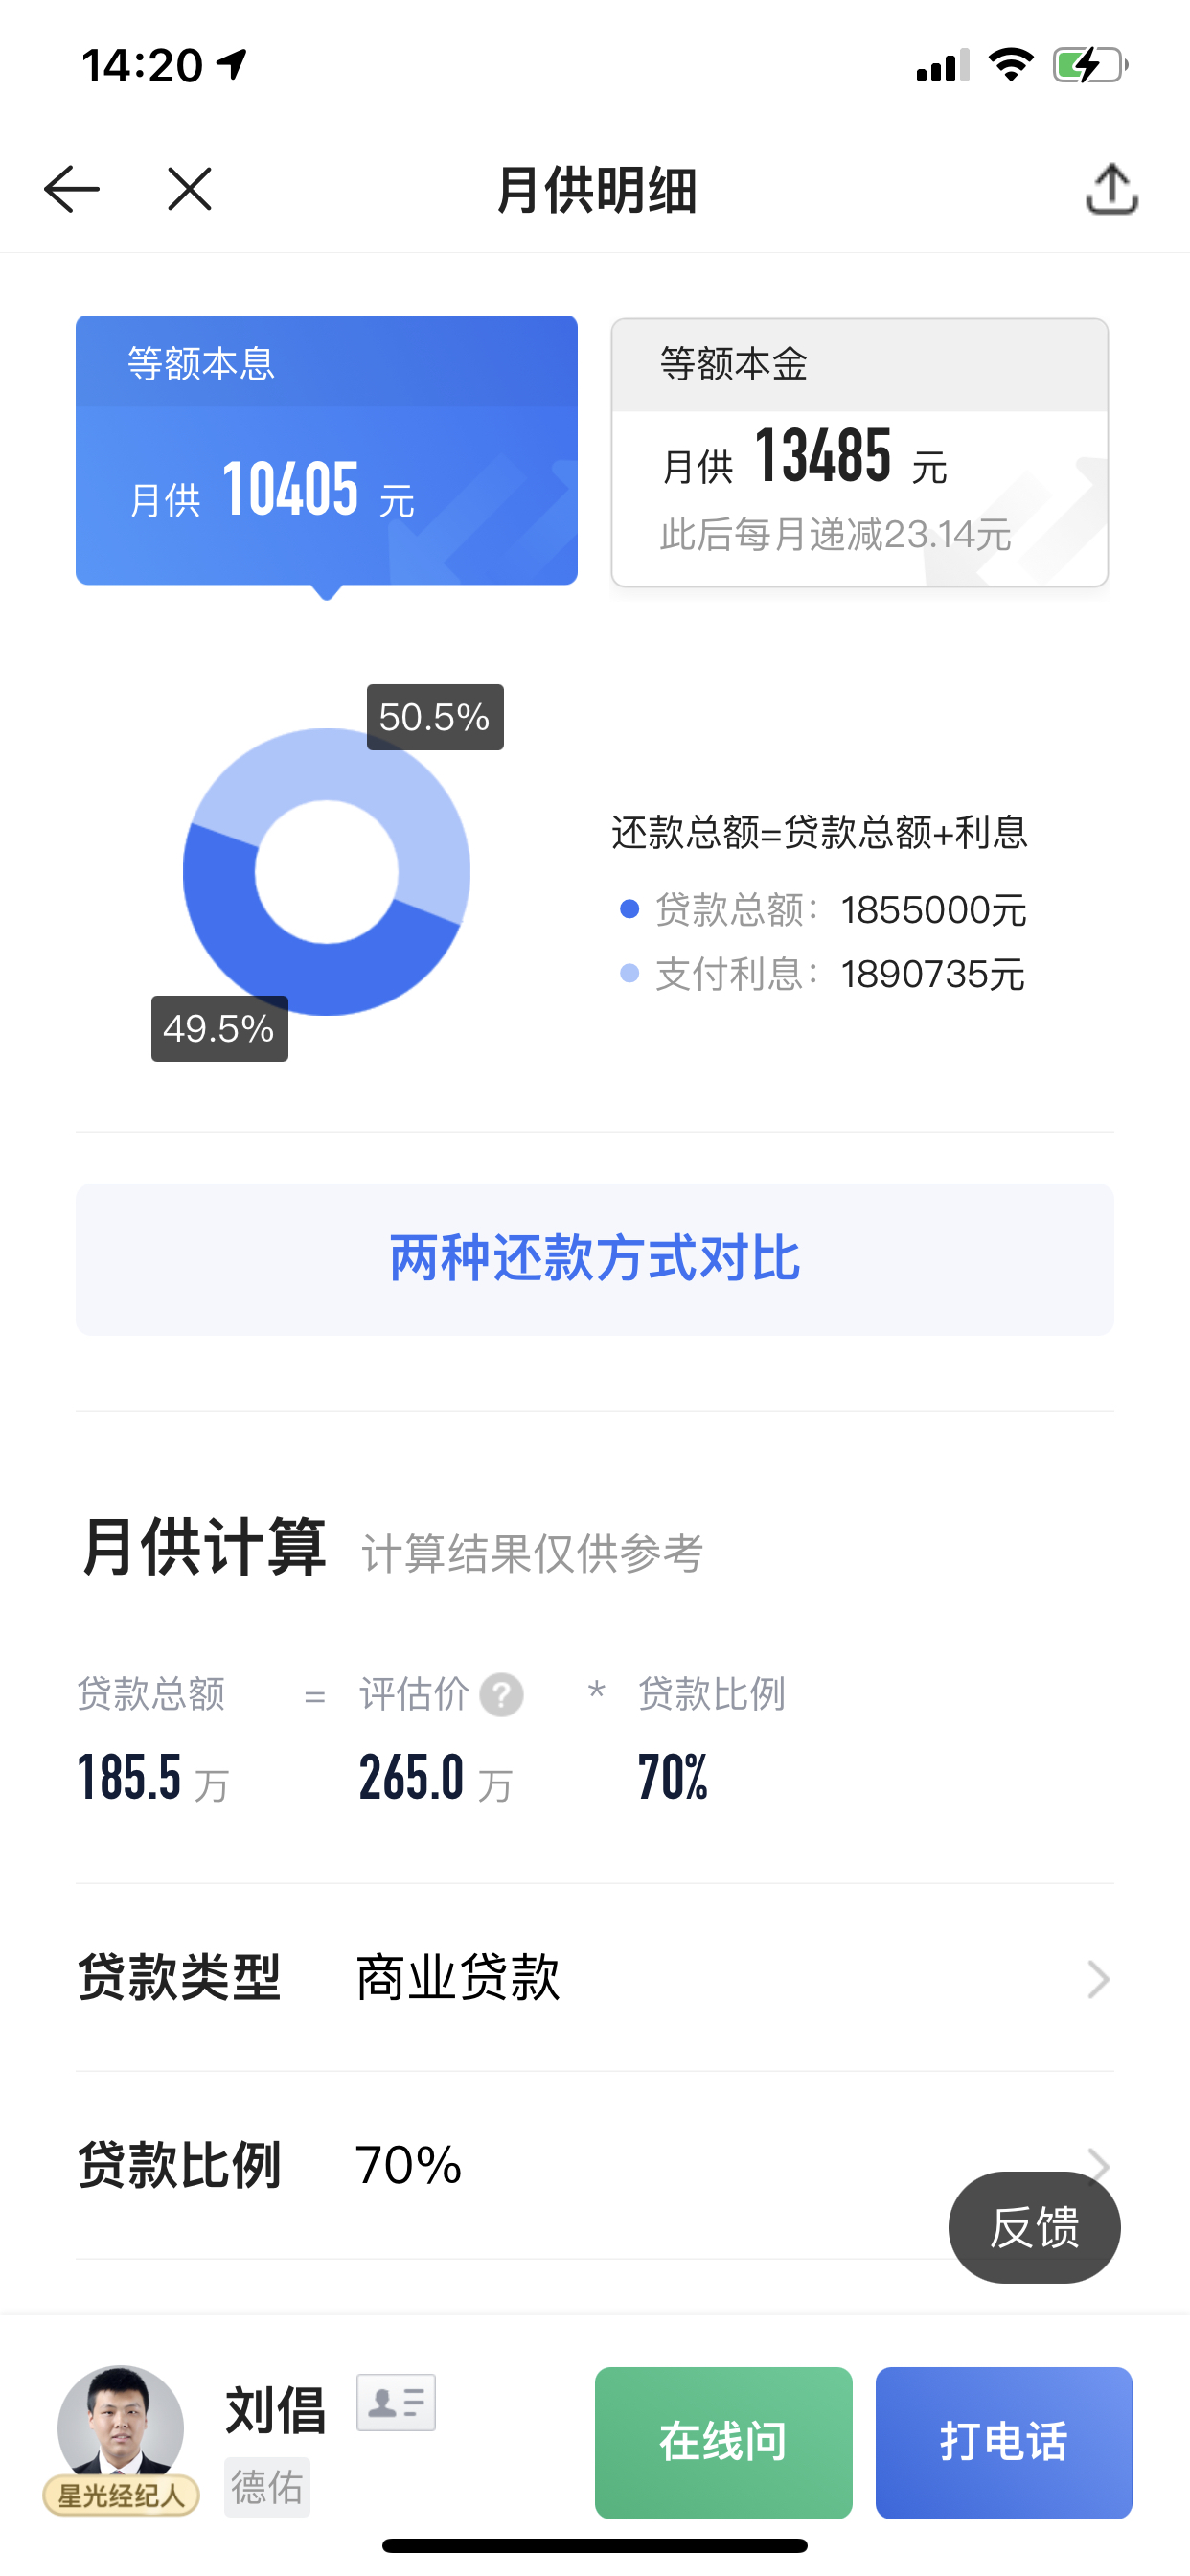 14:20
月供明细
等额本息
月供 10405 元
等额本金
月供 13485 元
此后每月递减23.14元
50.5%
49.5%
还款总额=贷款总额+利息
贷款总额： 1855000元
支付利息： 1890735元
两种还款方式对比
月供计算 计算结果仅供参考
贷款总额 = 评估价 ? * 贷款比例
185.5 万 265.0 万 70%
贷款类型 商业贷款
贷款比例 70%
反馈
刘倡
德佑
星光经纪人
在线问
打电话